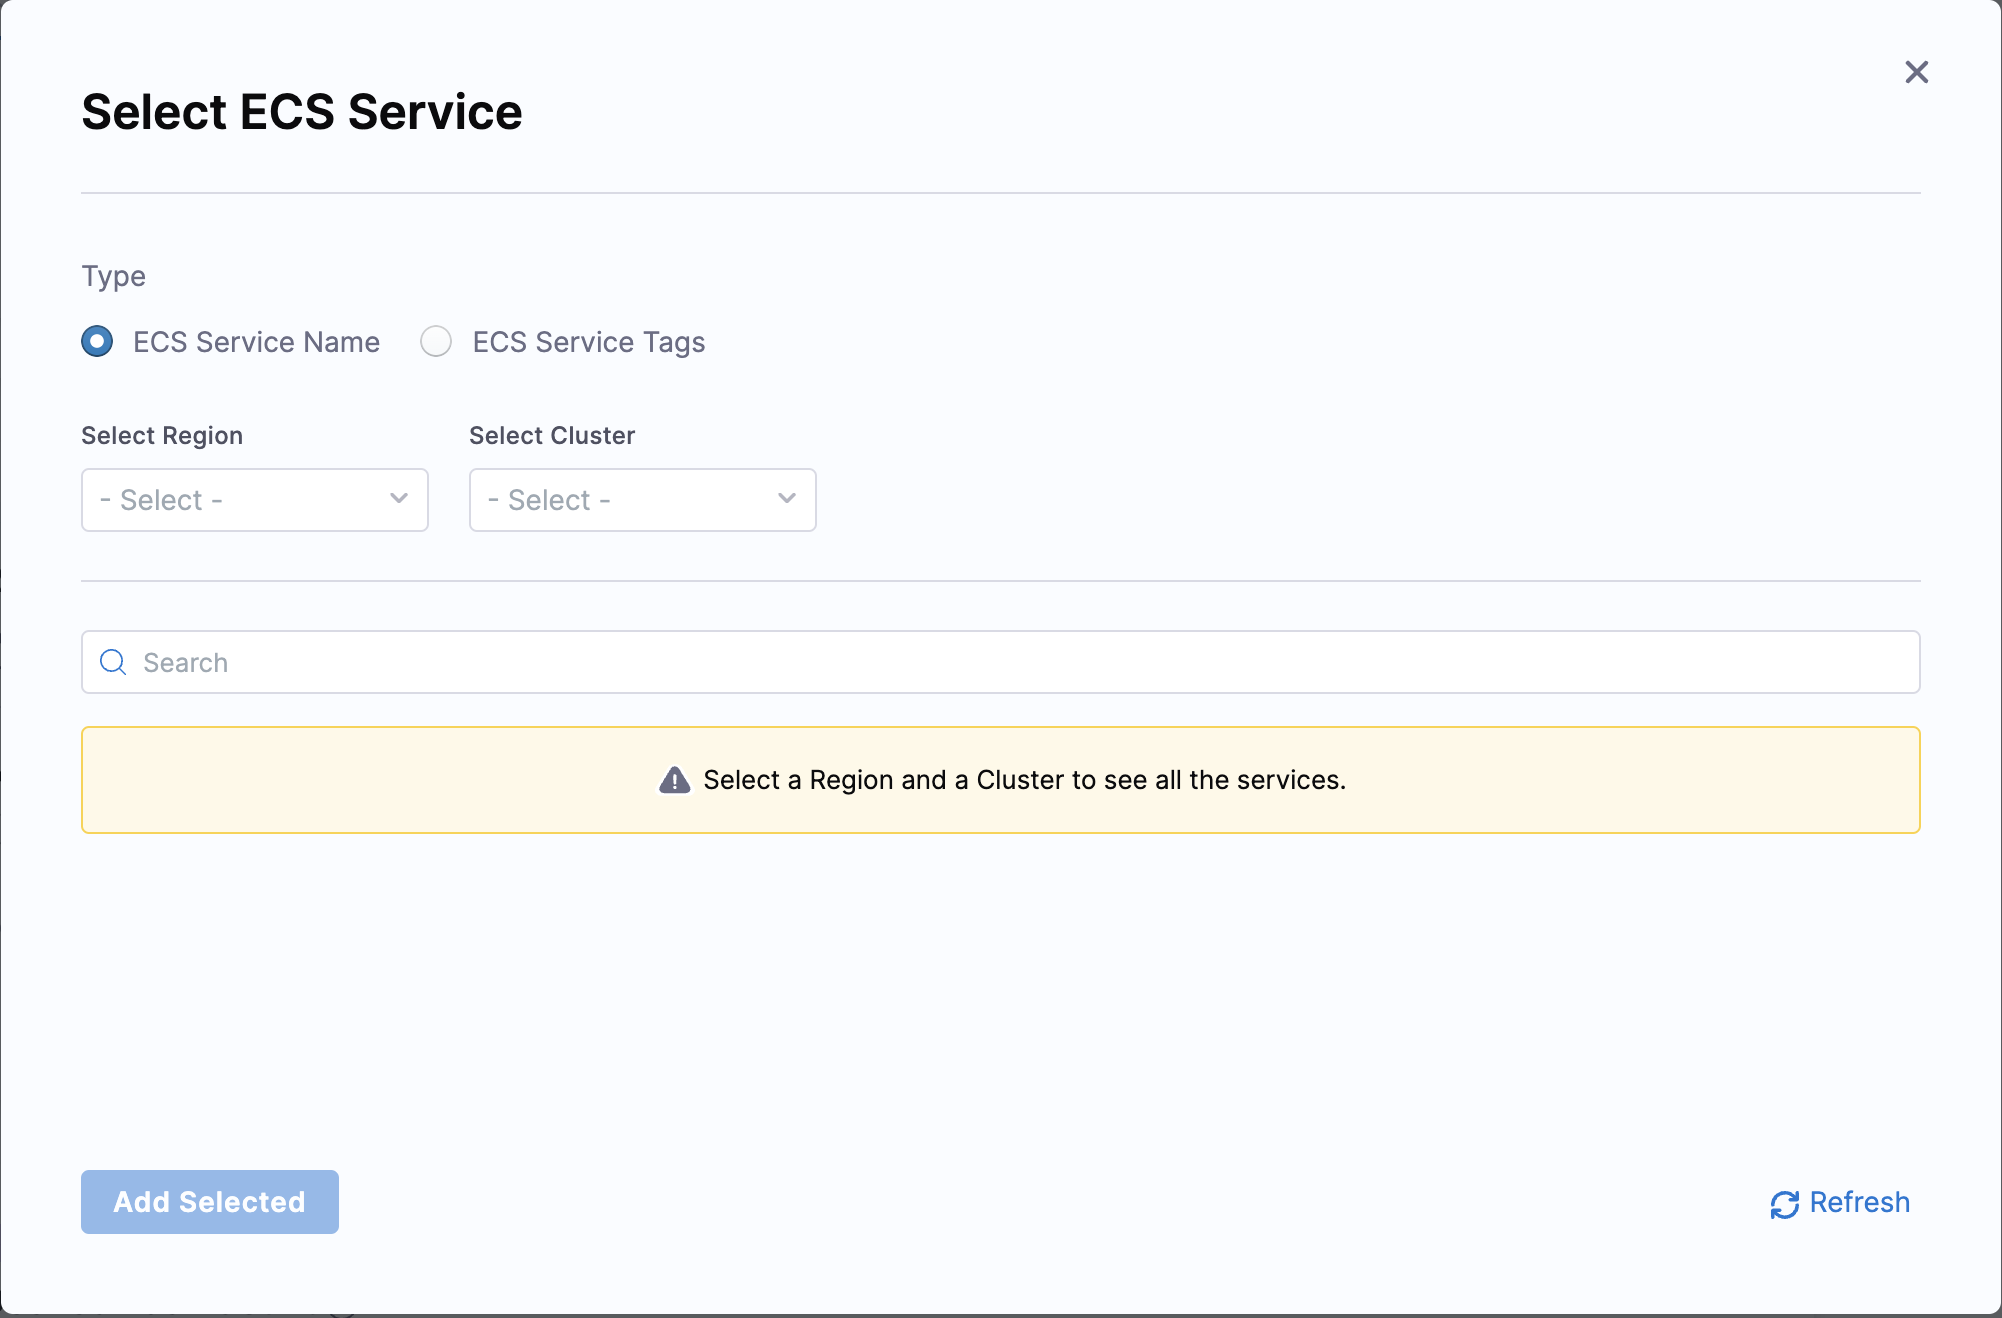 Select ECS Service
Type
ECS Service Name ECS Service Tags
Select Region Select Cluster
- Select - - Select -
Search
Select a Region and a Cluster to see all the services.
Add Selected Refresh